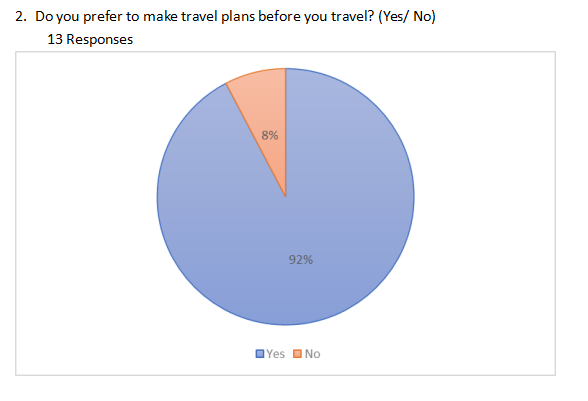 2. Do you prefer to make travel plans before you travel? (Yes/ No)
13 Responses
8%
92%
Yes No